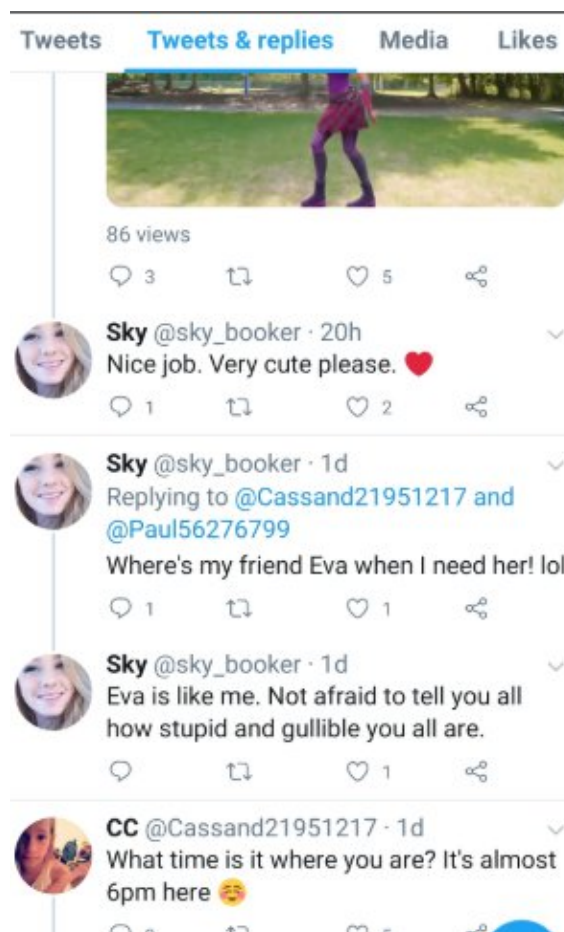 Tweets Tweets & replies Media Likes
86 views
3 5
Sky @sky_booker · 20h
Nice job. Very cute please. ❤️
1 2
Sky @sky_booker · 1d
Replying to @Cassand21951217 and
@Paul56276799
Where's my friend Eva when I need her! lol
1 1
Sky @sky_booker · 1d
Eva is like me. Not afraid to tell you all
how stupid and gullible you all are.
1
CC @Cassand21951217 · 1d
What time is it where you are? It's almost
6pm here ☺️